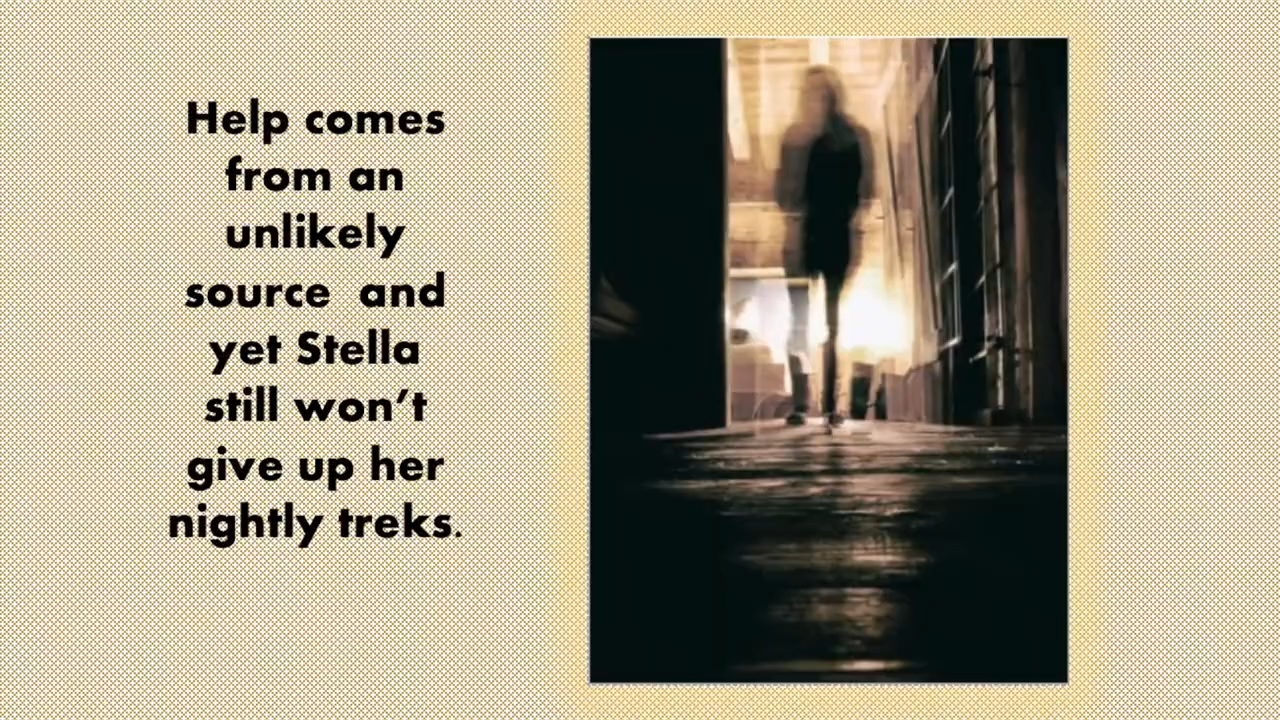 Help comes
from an
unlikely
source  and
yet Stella
still won’t
give up her
nightly treks.